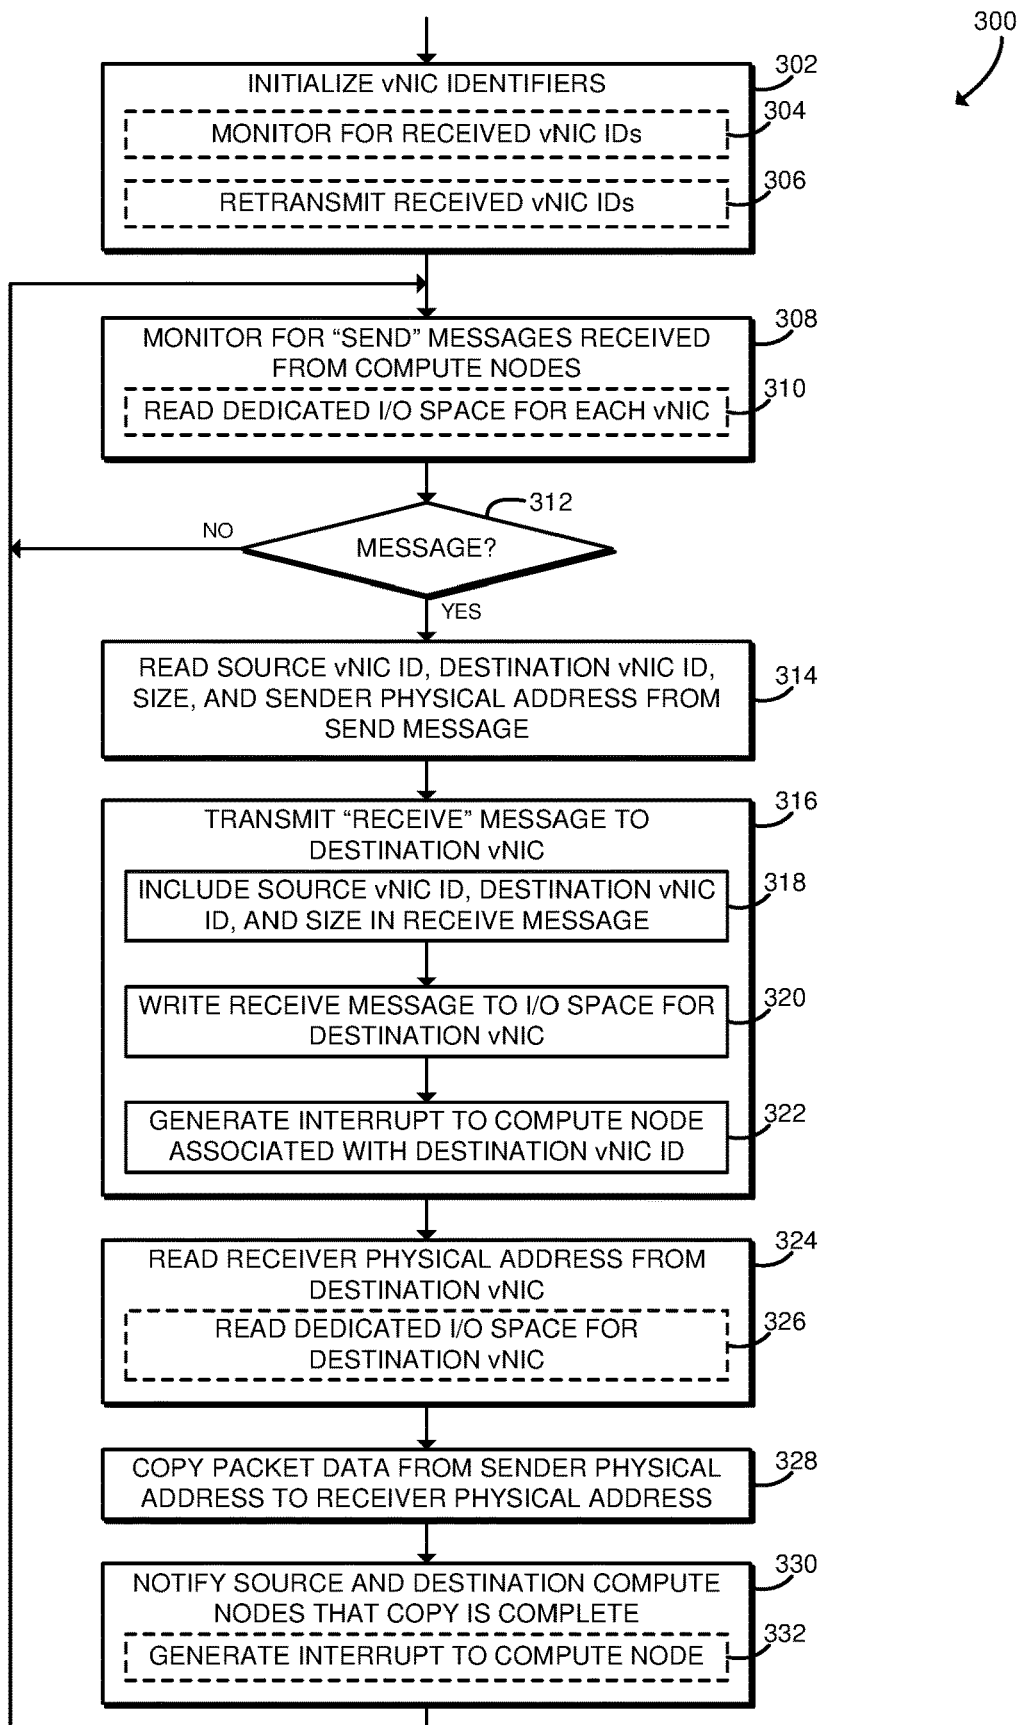 300
302
INITIALIZE vNIC IDENTIFIERS
304
MONITOR FOR RECEIVED vNIC IDs
306
RETRANSMIT RECEIVED vNIC IDs
308
MONITOR FOR “SEND” MESSAGES RECEIVED
FROM COMPUTE NODES
310
READ DEDICATED I/O SPACE FOR EACH vNIC
312
NO
MESSAGE?
YES
READ SOURCE vNIC ID, DESTINATION vNIC ID,
314
SIZE, AND SENDER PHYSICAL ADDRESS FROM
SEND MESSAGE
316
TRANSMIT “RECEIVE” MESSAGE TO
DESTINATION vNIC
318
INCLUDE SOURCE vNIC ID, DESTINATION vNIC
ID, AND SIZE IN RECEIVE MESSAGE
320
WRITE RECEIVE MESSAGE TO I/O SPACE FOR
DESTINATION vNIC
322
GENERATE INTERRUPT TO COMPUTE NODE
ASSOCIATED WITH DESTINATION vNIC ID
324
READ RECEIVER PHYSICAL ADDRESS FROM
DESTINATION vNIC
326
READ DEDICATED I/O SPACE FOR
DESTINATION vNIC
328
COPY PACKET DATA FROM SENDER PHYSICAL
ADDRESS TO RECEIVER PHYSICAL ADDRESS
330
NOTIFY SOURCE AND DESTINATION COMPUTE
NODES THAT COPY IS COMPLETE
332
GENERATE INTERRUPT TO COMPUTE NODE